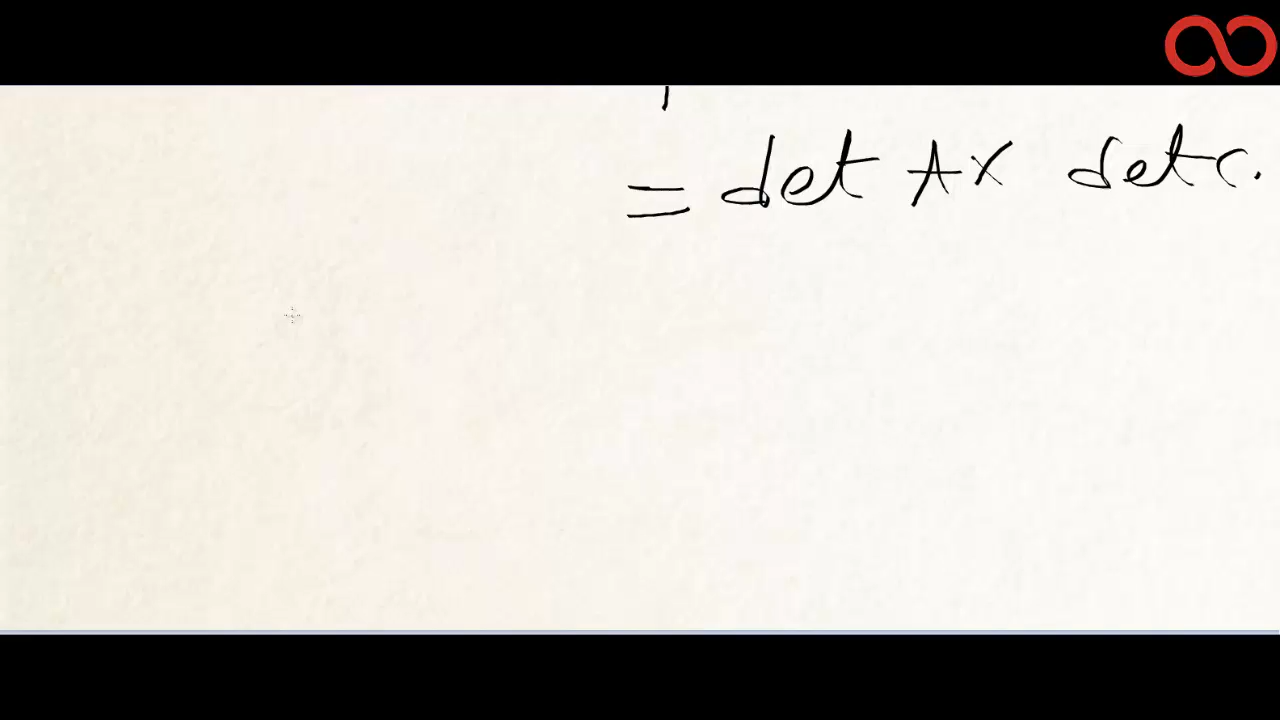 = det A x det C.